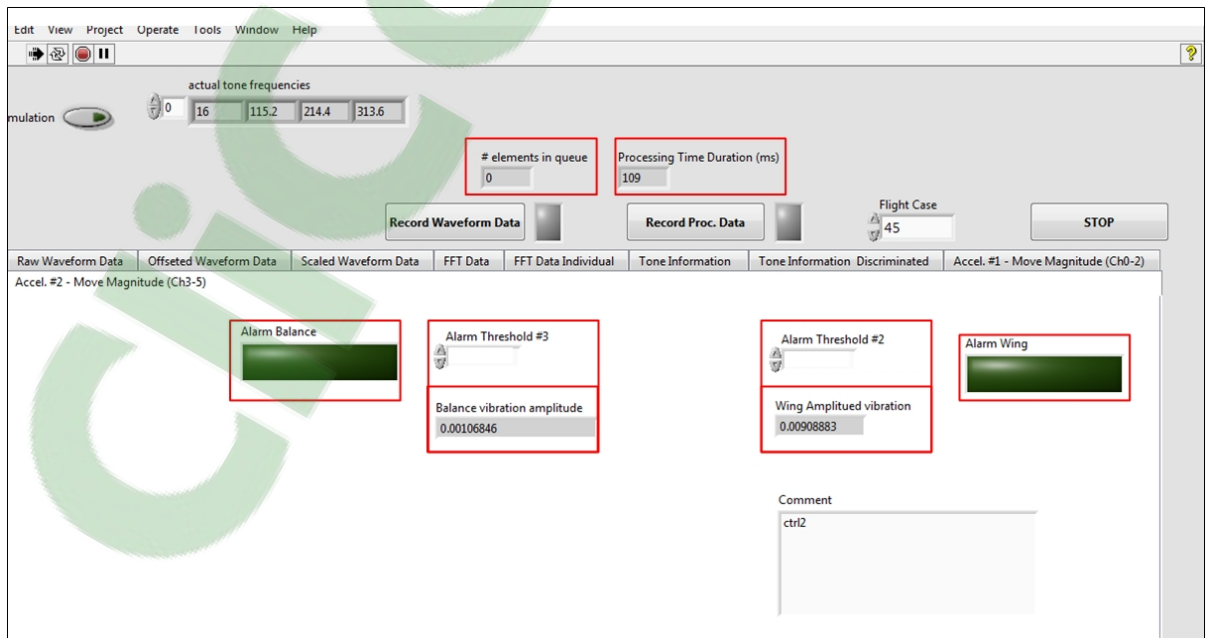 Edit View Project Operate Tools Window Help
actual tone frequencies
mulation 0 16 115.2 214.4 313.6
# elements in queue Processing Time Duration (ms)
0 109
Flight Case
Record Waveform Data Record Proc. Data 45 STOP
Raw Waveform Data Offseted Waveform Data Scaled Waveform Data FFT Data FFT Data Individual Tone Information Tone Information Discriminated Accel. #1 - Move Magnitude (Ch0-2)
Accel. #2 - Move Magnitude (Ch3-5)
Alarm Balance Alarm Threshold #3 Alarm Threshold #2 Alarm Wing
Balance vibration amplitude Wing Amplitued vibration
0.00106846 0.00908883
Comment
ctrl2